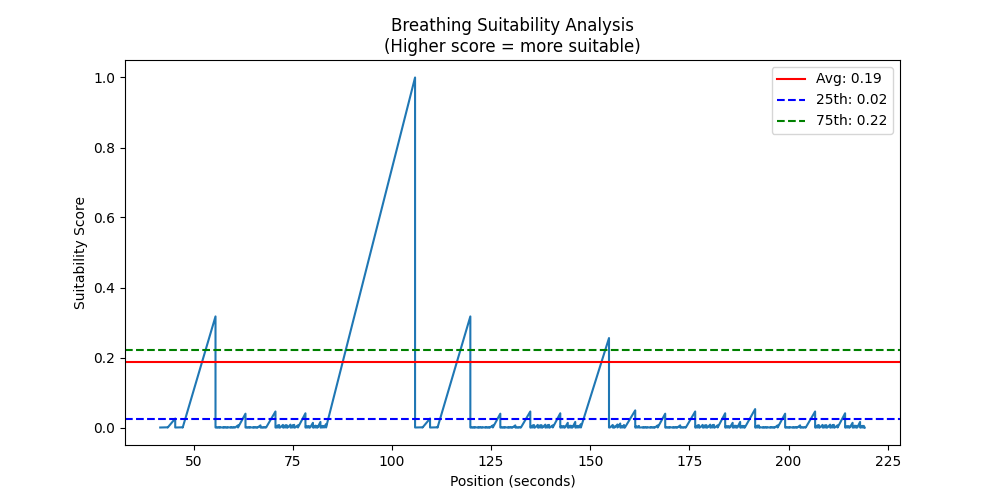 Breathing Suitability Analysis
(Higher score = more suitable)
Avg: 0.19
25th: 0.02
75th: 0.22
Suitability Score
1.0
0.8
0.6
0.4
0.2
0.0
50 75 100 125 150 175 200 225
Position (seconds)